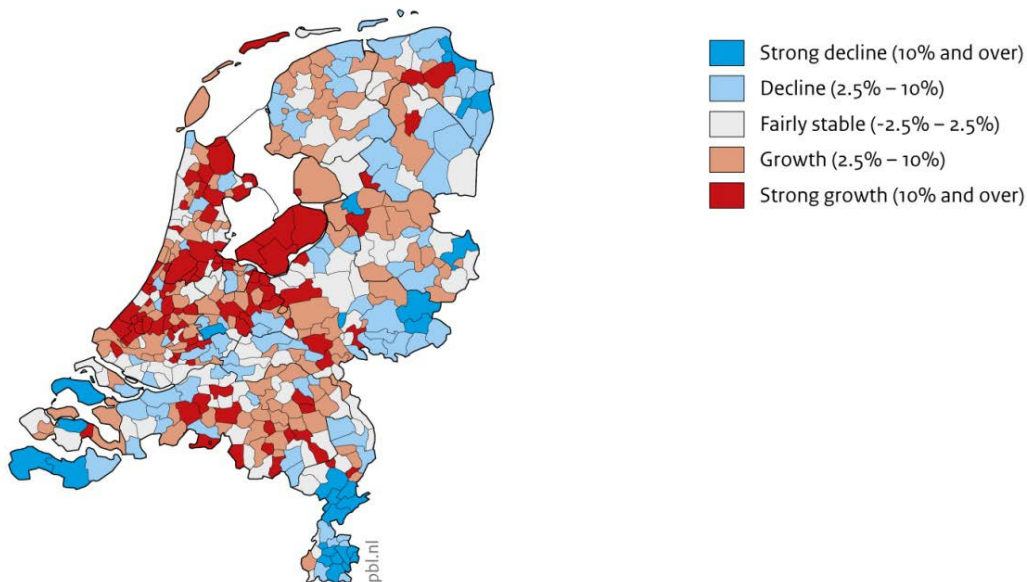 Strong decline (10% and over)
Decline (2.5% – 10%)
Fairly stable (-2.5% – 2.5%)
Growth (2.5% – 10%)
Strong growth (10% and over)
pbl.nl